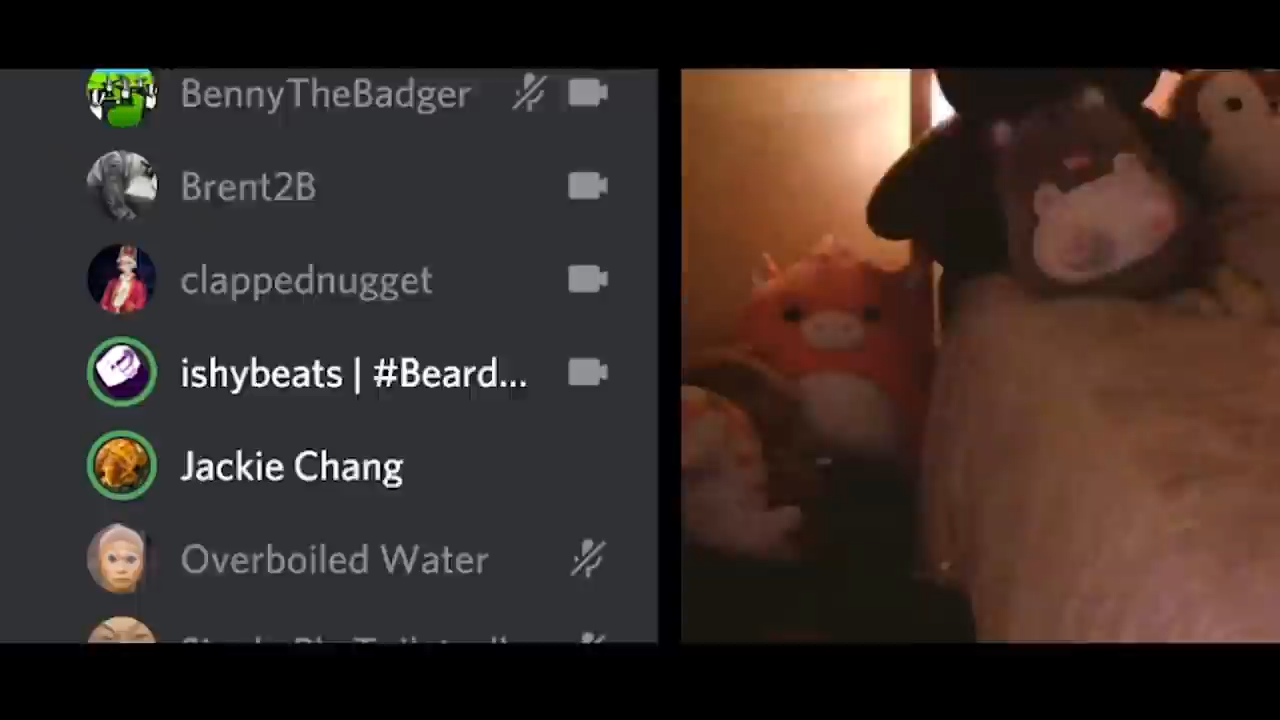 BennyTheBadger
Brent2B
clappednugget
ishybeats | #Beard...
Jackie Chang
Overboiled Water